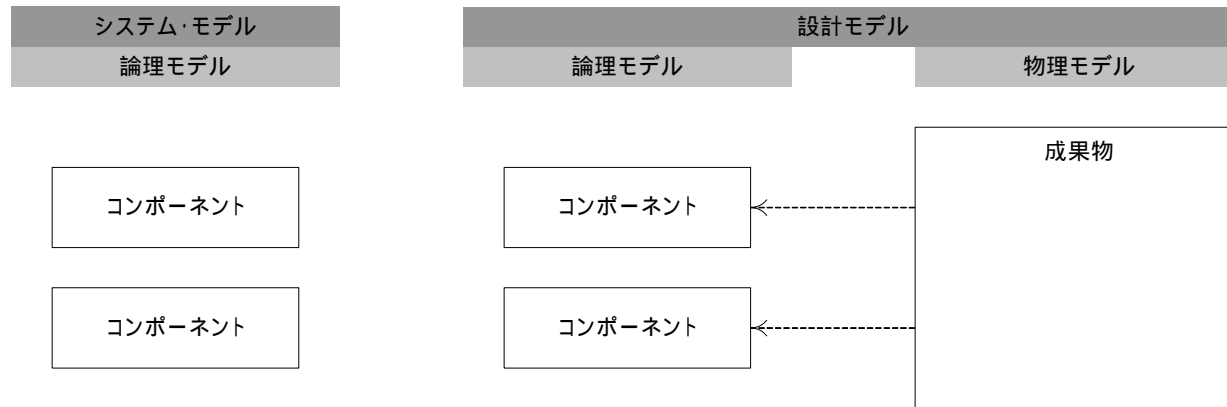 システム・モデル
設計モデル
論理モデル
論理モデル
物理モデル
成果物
コンポーネント
コンポーネント
コンポーネント
コンポーネント